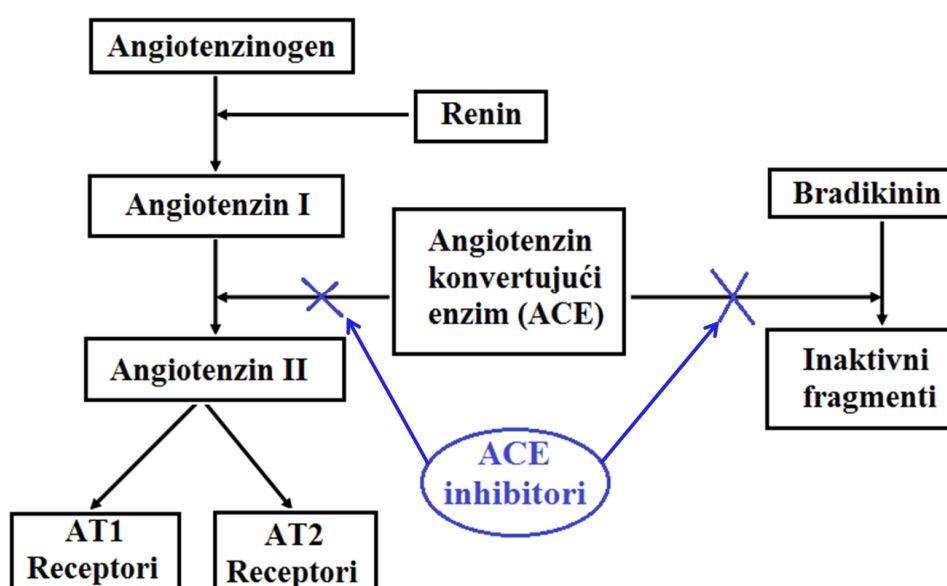 Angiotenzinogen
Renin
Angiotenzin I
Bradikinin
Angiotenzin
konvertujući
enzim (ACE)
Angiotenzin II
Inaktivni
fragmenti
ACE
inhibitori
AT1
Receptori
AT2
Receptori